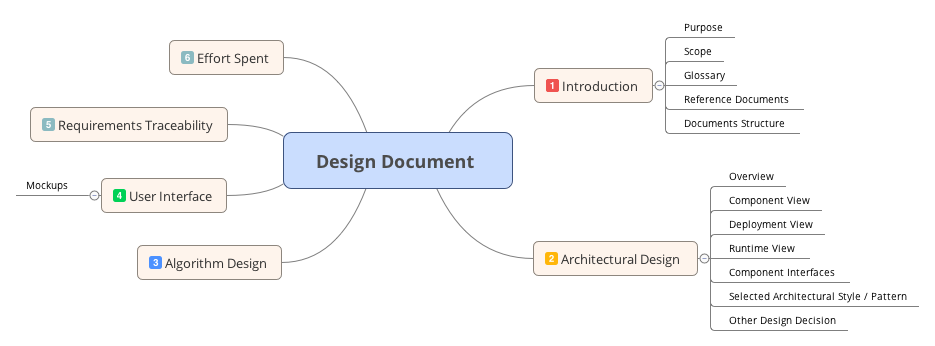 Design Document
1 Introduction
Purpose
Scope
Glossary
Reference Documents
Documents Structure
2 Architectural Design
Overview
Component View
Deployment View
Runtime View
Component Interfaces
Selected Architectural Style / Pattern
Other Design Decision
3 Algorithm Design
4 User Interface
Mockups
5 Requirements Traceability
6 Effort Spent